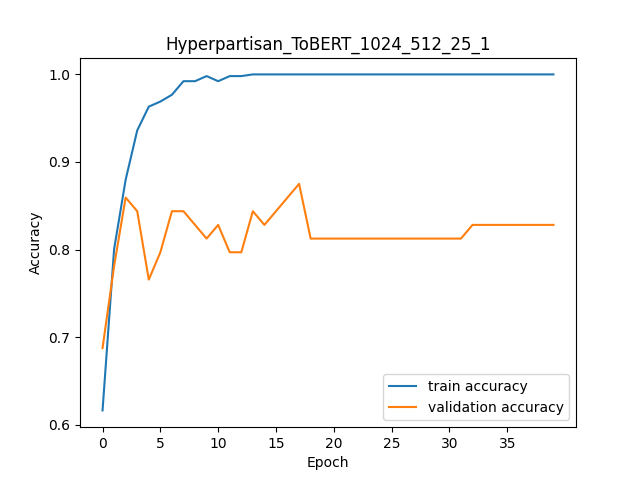 Hyperpartisan_ToBERT_1024_512_25_1
1.0
0.9
0.8
0.7
0.6
Accuracy
0 5 10 15 20 25 30 35
Epoch
train accuracy
validation accuracy